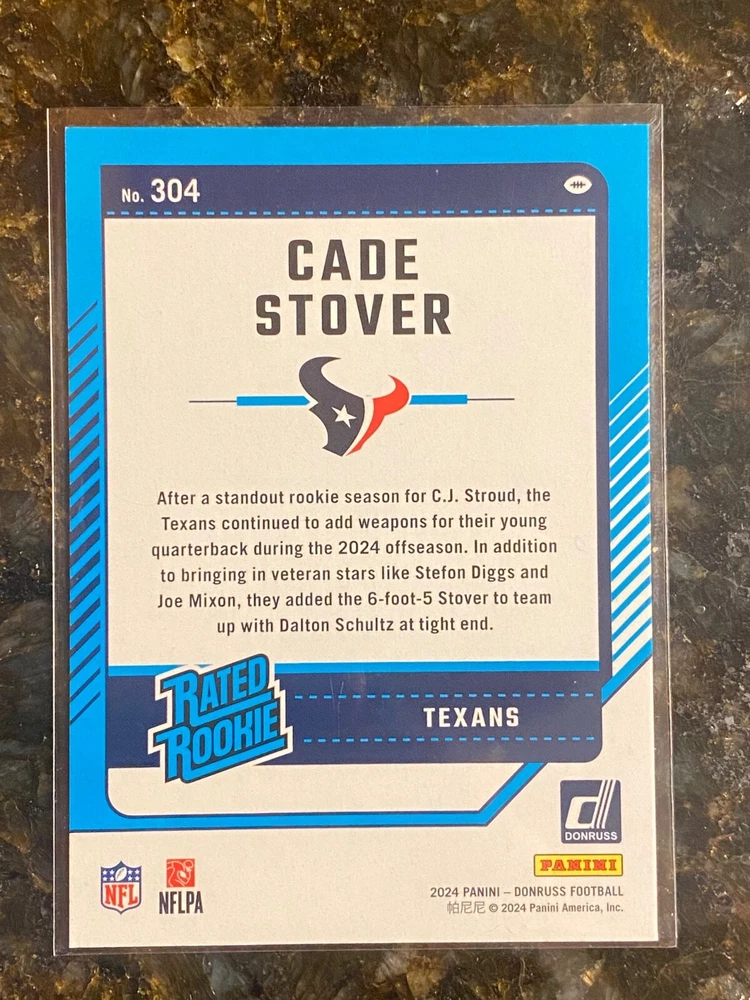 No. 304
CADE
STOVER
After a standout rookie season for C.J. Stroud, the
Texans continued to add weapons for their young
quarterback during the 2024 offseason. In addition
to bringing in veteran stars like Stefon Diggs and
Joe Mixon, they added the 6-foot-5 Stover to team
up with Dalton Schultz at tight end.
RATED
ROOKIE
TEXANS
DONRUSS
PANINI
NFL
NFLPA
2024 PANINI – DONRUSS FOOTBALL
帕尼尼 © 2024 Panini America, Inc.